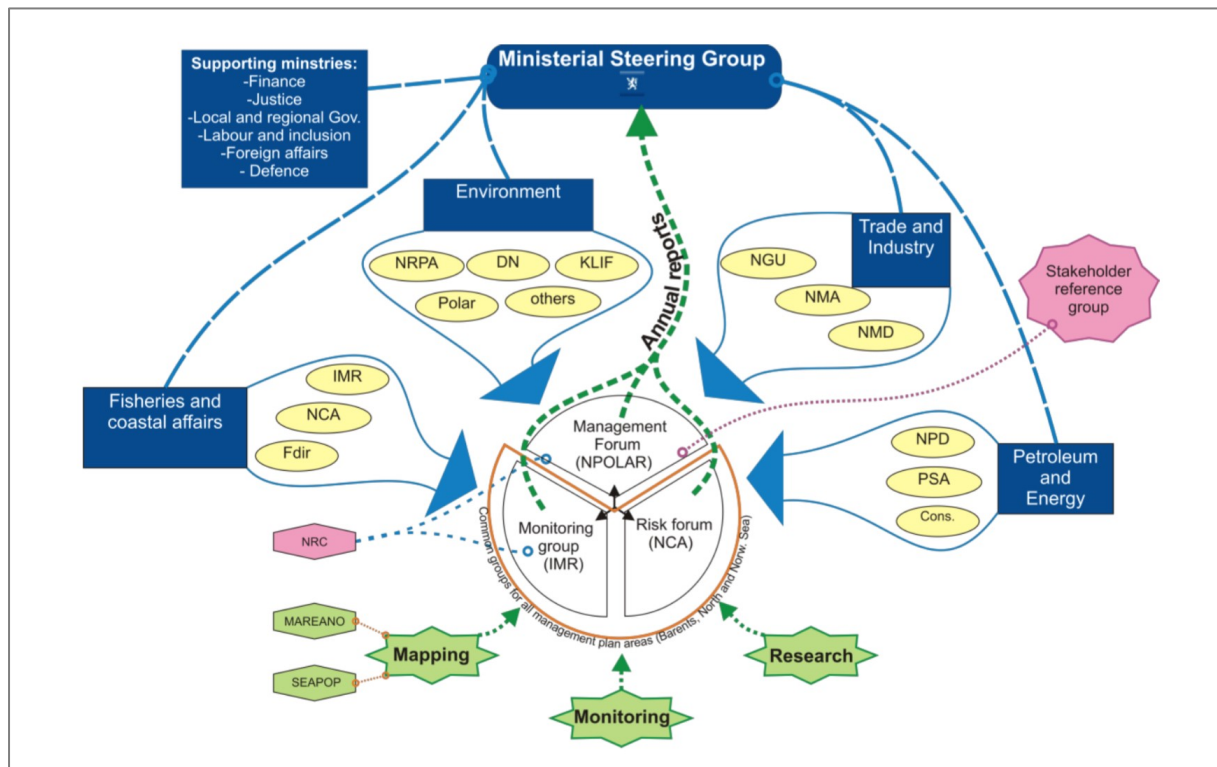 Ministerial Steering Group
Supporting minstries:
-Finance
-Justice
-Local and regional Gov.
-Labour and inclusion
-Foreign affairs
- Defence
Environment
NRPA
DN
KLIF
Polar
others
Annual reports
Trade and
Industry
NGU
NMA
NMD
Stakeholder
reference
group
Fisheries and
coastal affairs
IMR
NCA
Fdir
Management
Forum
(NPOLAR)
Monitoring
group
(IMR)
Risk forum
(NCA)
Common groups for all management plan areas (Barents, North and Norw. Sea)
NPD
PSA
Cons.
Petroleum
and
Energy
NRC
MAREANO
SEAPOP
Mapping
Monitoring
Research